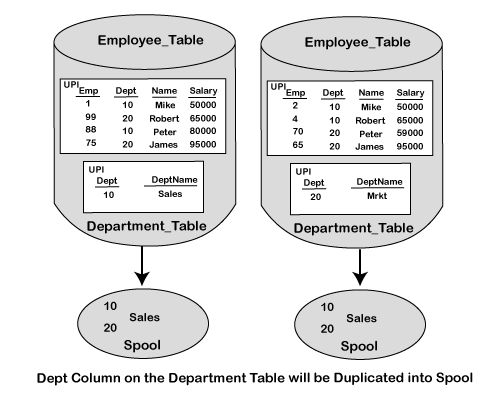 Employee_Table
UPI
Emp Dept Name Salary
1 10 Mike 50000
99 20 Robert 65000
88 10 Peter 80000
75 20 James 95000
UPI
Dept DeptName
10 Sales
Department_Table
10
20
Sales
Spool
Employee_Table
UPI
Emp Dept Name Salary
2 10 Mike 50000
4 10 Robert 65000
70 20 Peter 59000
65 20 James 95000
UPI
Dept DeptName
20 Mrkt
Department_Table
10
20
Sales
Spool
Dept Column on the Department Table will be Duplicated into Spool